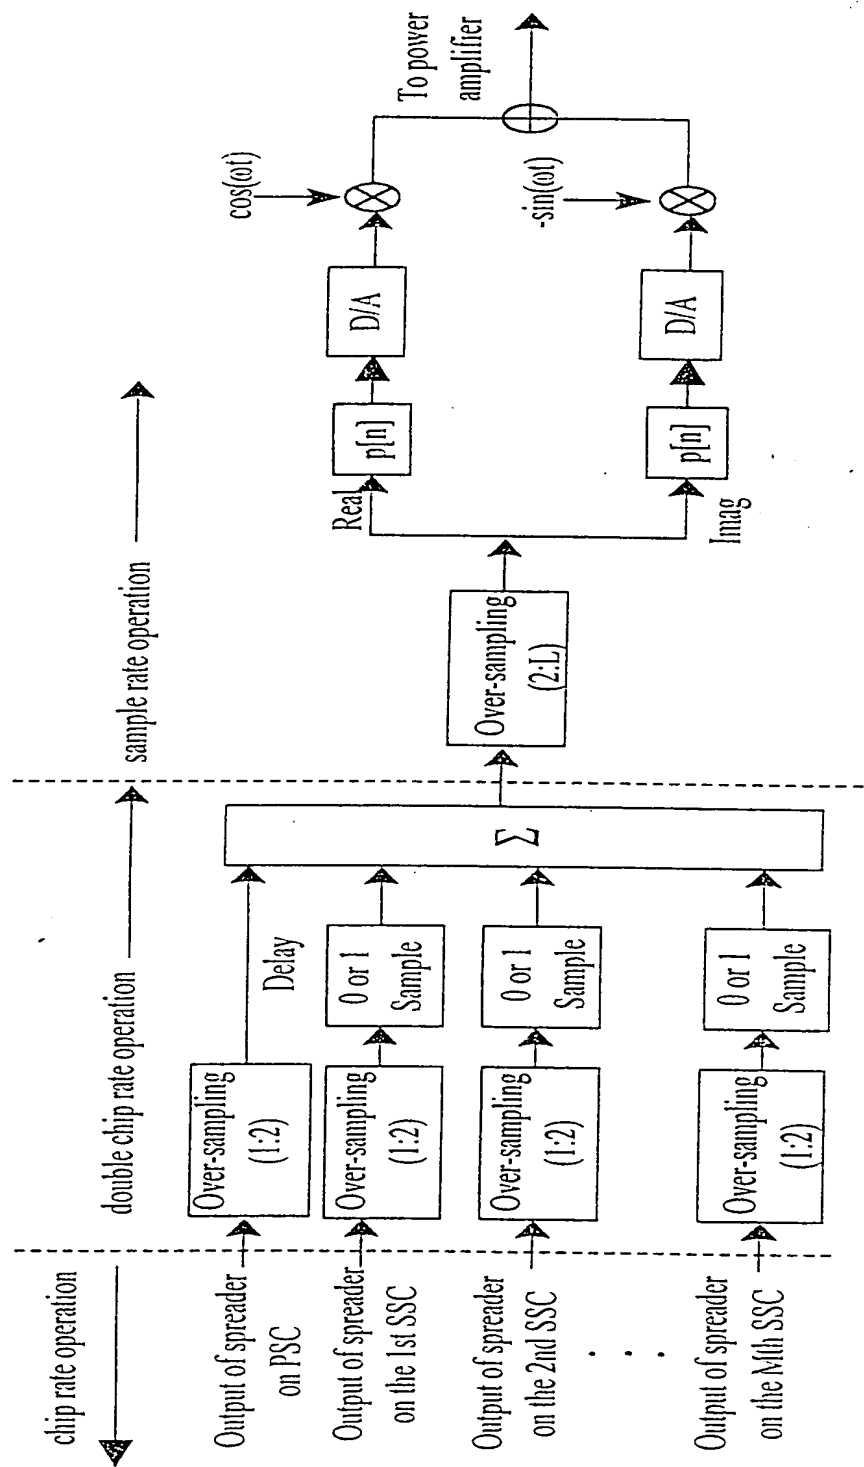 chip rate operation
double chip rate operation
sample rate operation
Output of spreader
on PSC
Over-sampling
(1:2)
Output of spreader
on the 1st SSC
Over-sampling
(1:2)
Delay
0 or 1
Sample
Output of spreader
on the 2nd SSC
Over-sampling
(1:2)
0 or 1
Sample
. . .
Output of spreader
on the Mth SSC
Over-sampling
(1:2)
0 or 1
Sample
Σ
Over-sampling
(2:L)
Real
p[n]
D/A
cos(ωt)
Imag
p[n]
D/A
-sin(ωt)
To power
amplifier